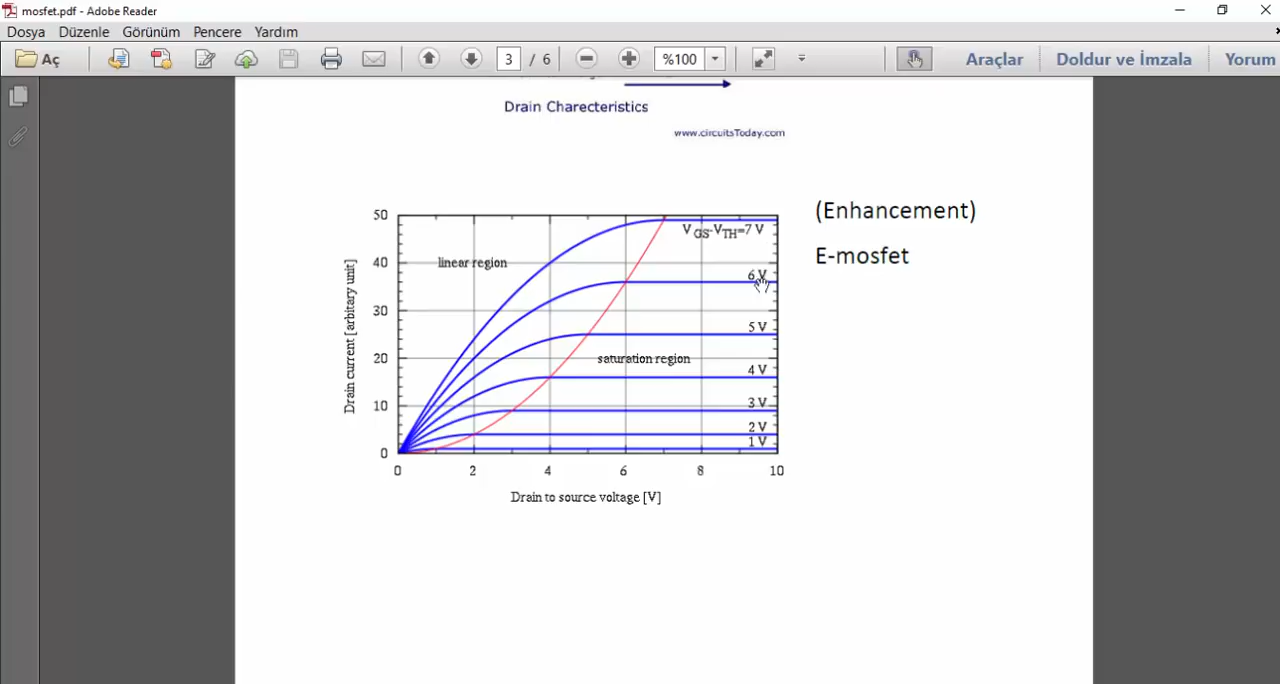 mosfet.pdf - Adobe Reader
Dosya Düzenle Görünüm Pencere Yardım
Aç 3 / 6 %100 Araçlar Doldur ve İmzala Yorum
Drain Charecteristics
www.circuitsToday.com
(Enhancement)
E-mosfet
50
40
30
20
10
0
Drain current [arbitary unit]
linear region
saturation region
VGS-VTH=7 V
6 V
5 V
4 V
3 V
2 V
1 V
0 2 4 6 8 10
Drain to source voltage [V]